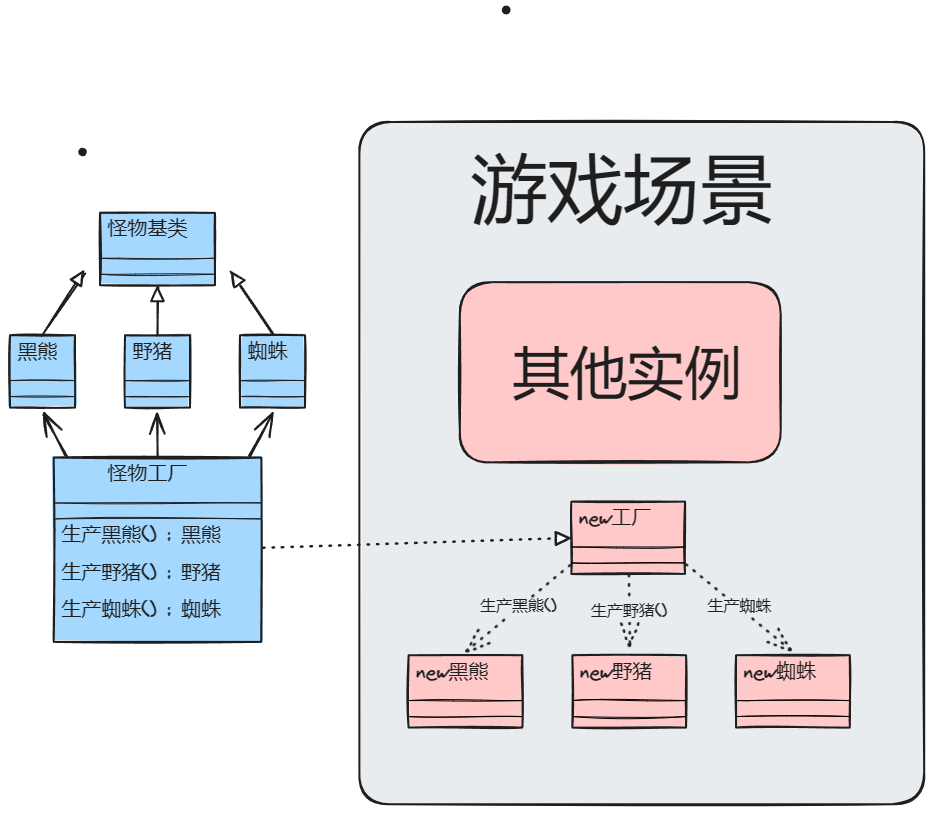 怪物基类
黑熊
野猪
蜘蛛
怪物工厂
生产黑熊()：黑熊
生产野猪()：野猪
生产蜘蛛()：蜘蛛
游戏场景
其他实例
new工厂
生产黑熊()
生产野猪()
生产蜘蛛
new黑熊
new野猪
new蜘蛛